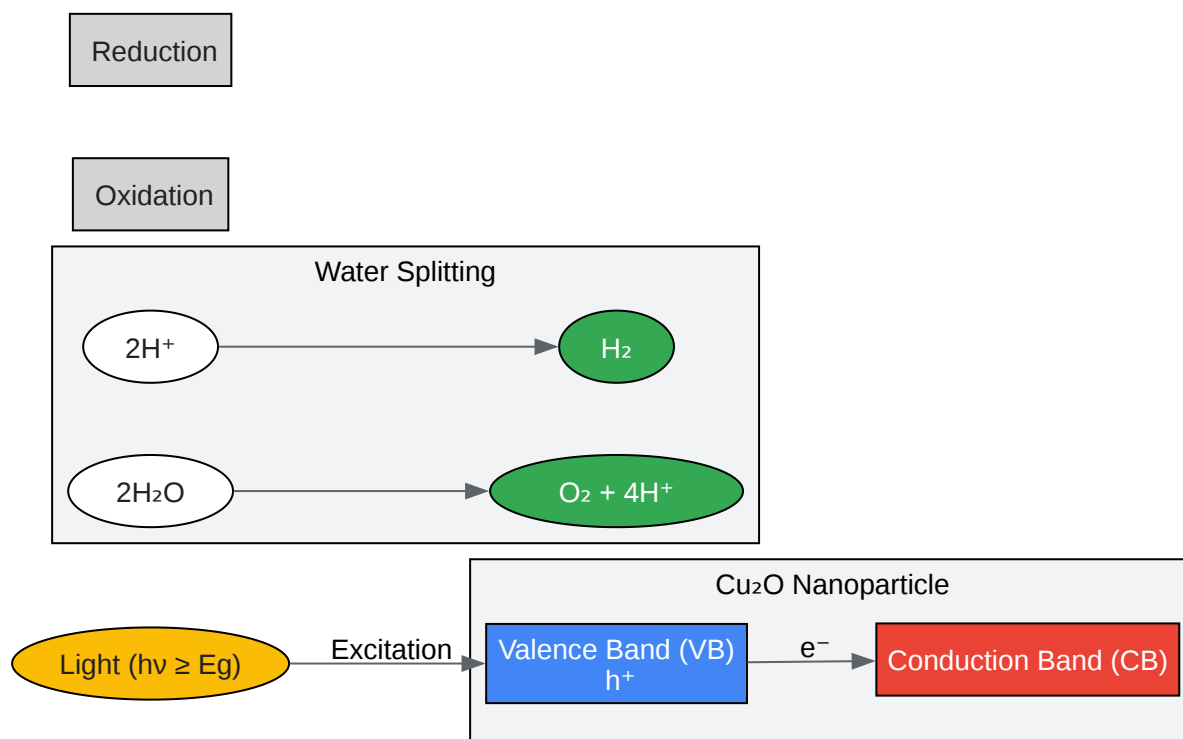 Reduction
Oxidation
Water Splitting
2H⁺
H₂
2H₂O
O₂ + 4H⁺
Cu₂O Nanoparticle
Light (hν ≥ Eg)
Excitation
Valence Band (VB)
h⁺
e⁻
Conduction Band (CB)